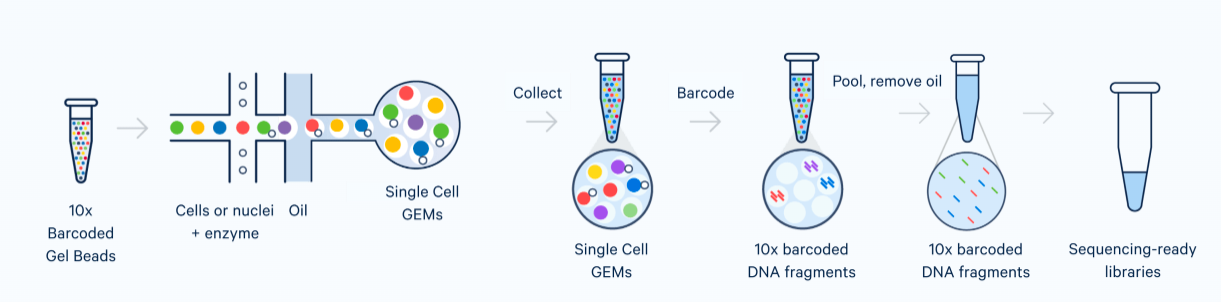 10x
Barcoded
Gel Beads
Cells or nuclei
+ enzyme
Oil
Single Cell
GEMs
Collect
Single Cell
GEMs
Barcode
10x barcoded
DNA fragments
Pool, remove oil
10x barcoded
DNA fragments
Sequencing-ready
libraries